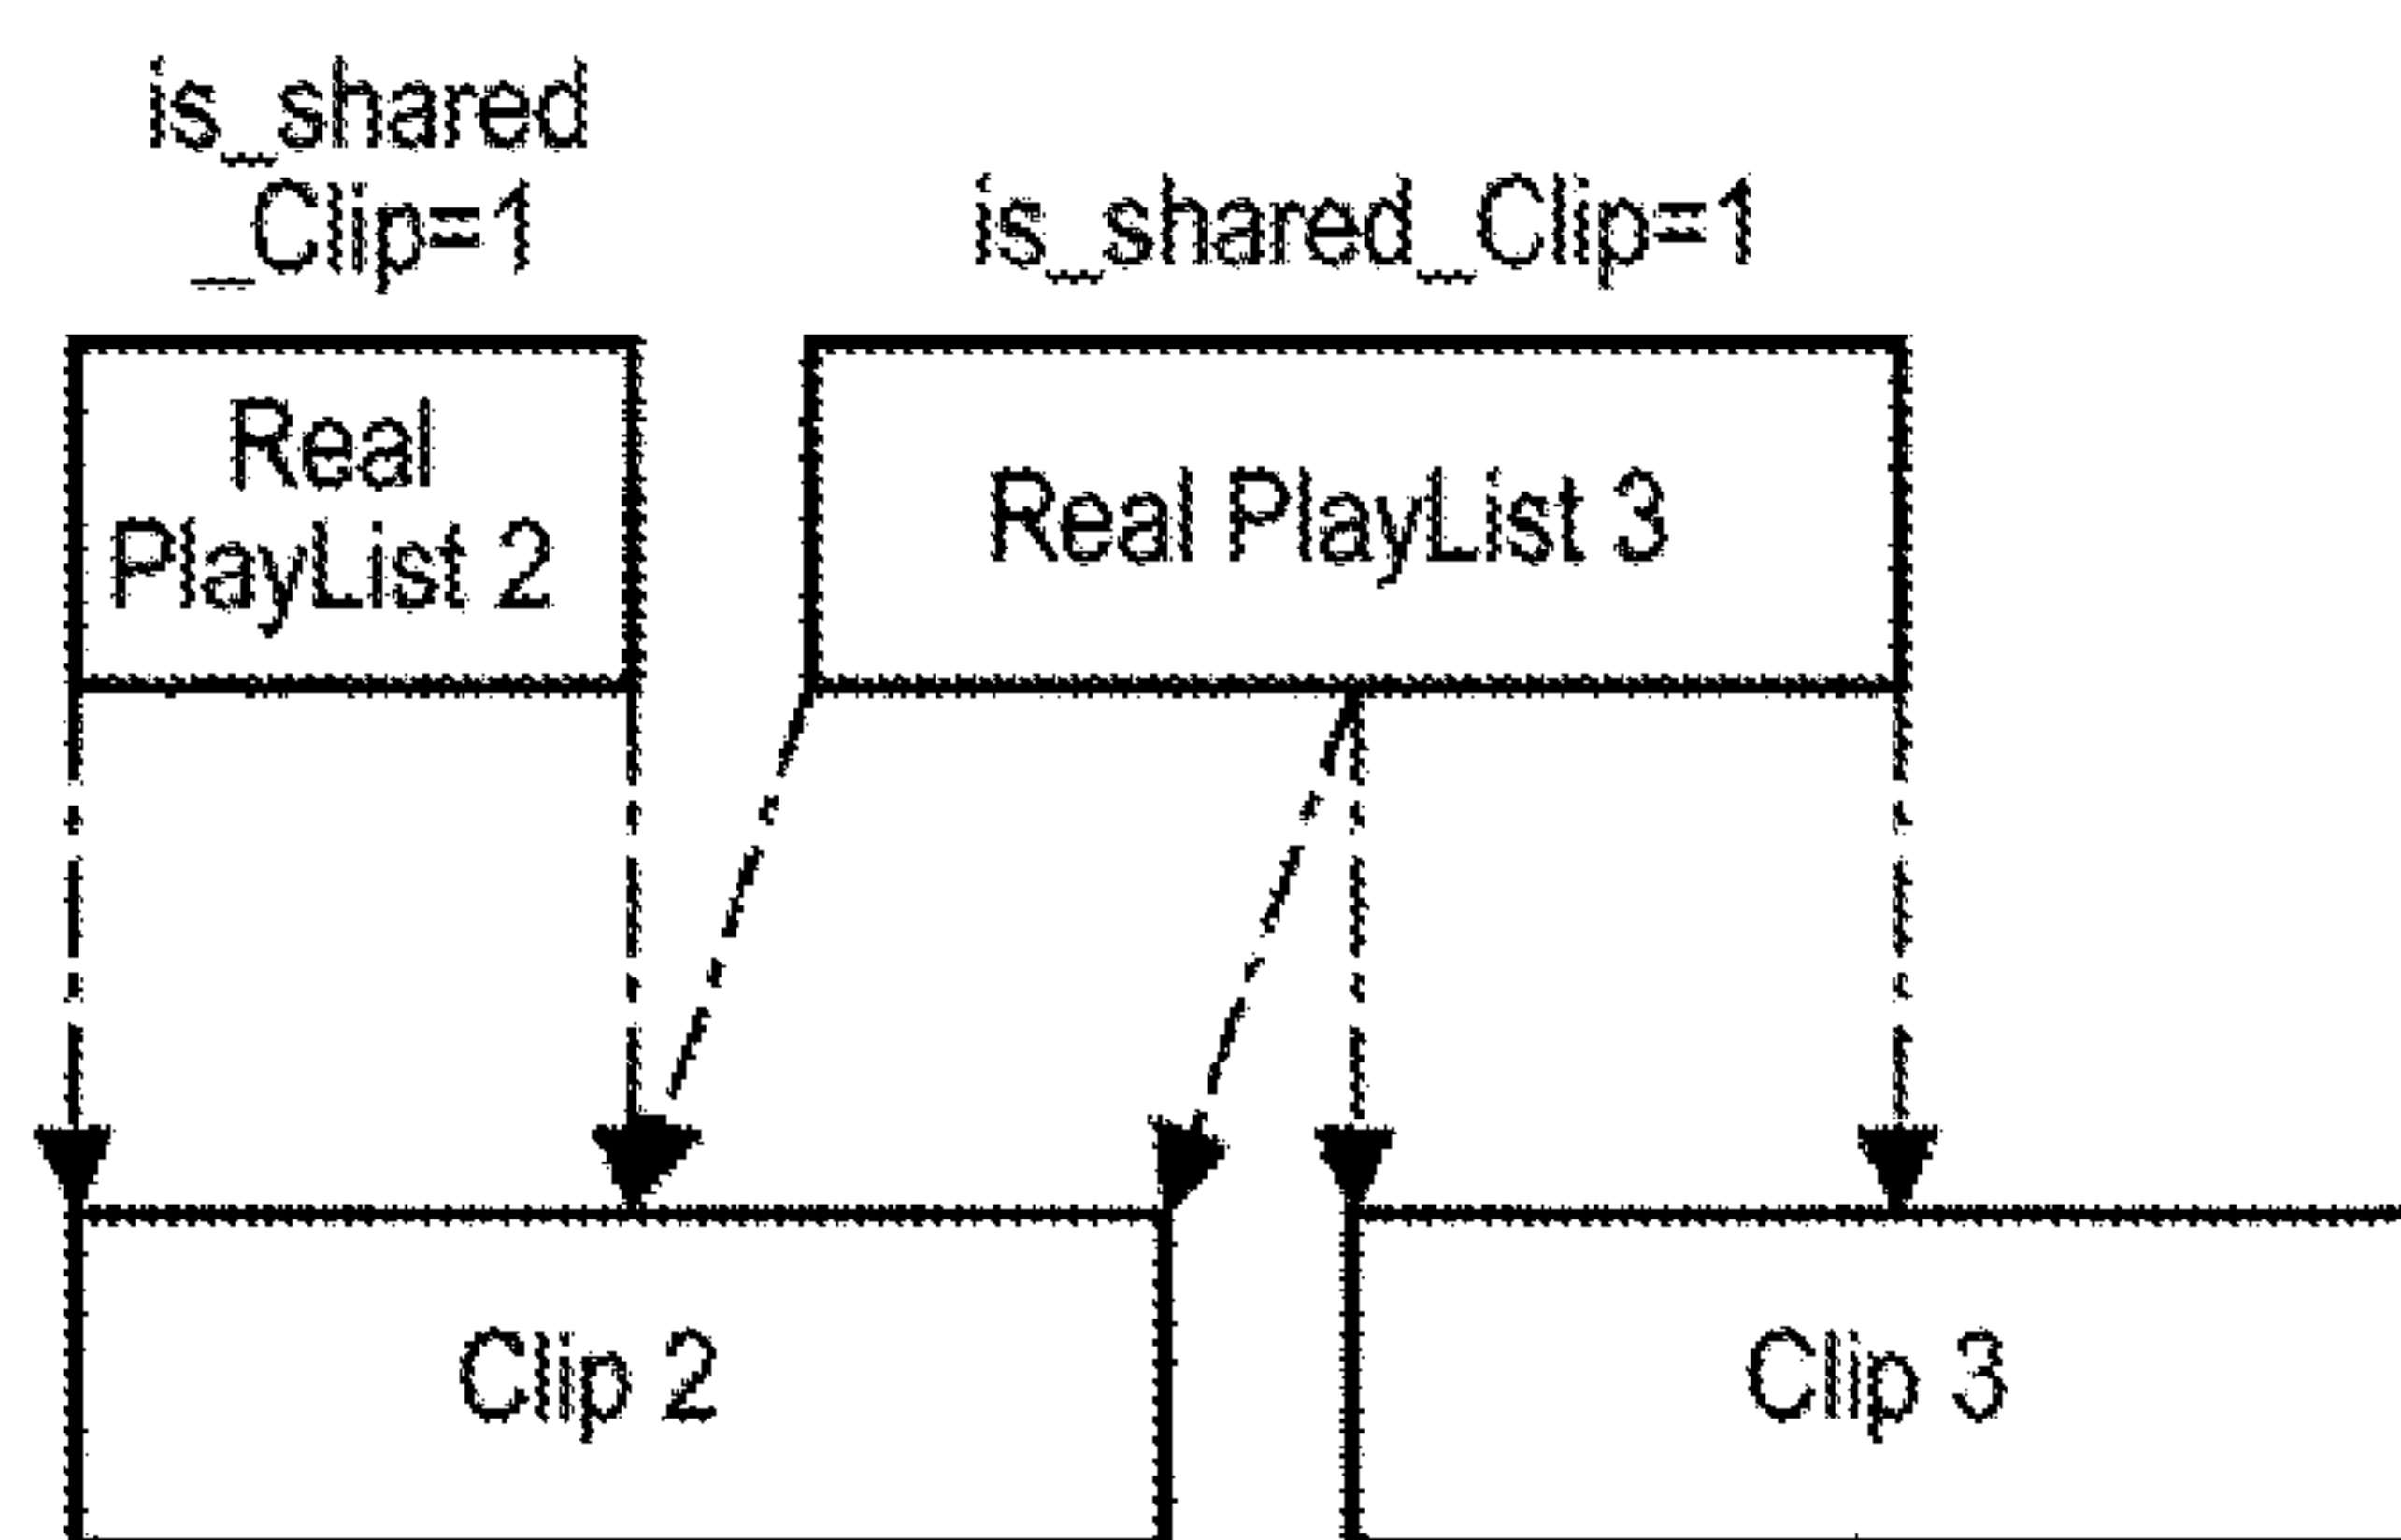 is_shared
_Clip=1
is_shared_Clip=1
Real
PlayList 2
Real PlayList 3
Clip 2
Clip 3